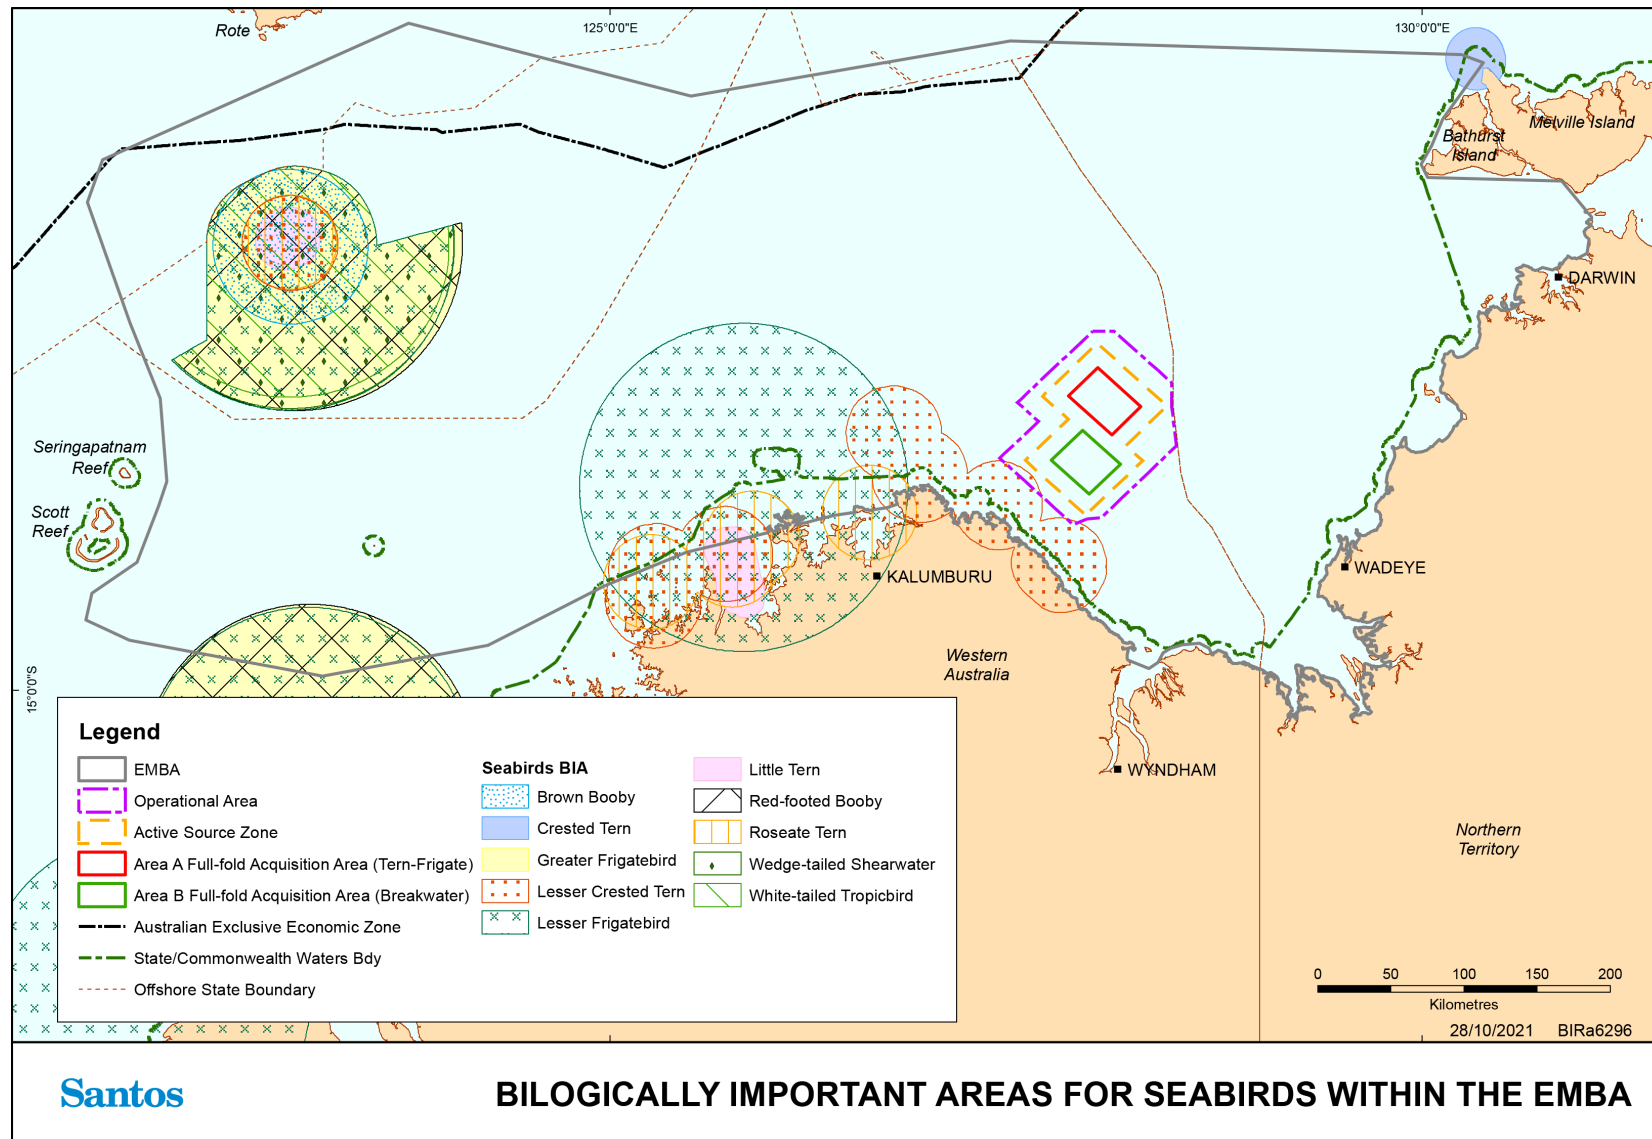 Rote
125°0'0"E
130°0'0"E
Melville Island
Bathurst
Island
DARWIN
Seringapatnam
Reef
Scott
Reef
KALUMBURU
WADEYE
Western
Australia
15°0'0"S
WYNDHAM
Northern
Territory
Legend
EMBA
Operational Area
Active Source Zone
Area A Full-fold Acquisition Area (Tern-Frigate)
Area B Full-fold Acquisition Area (Breakwater)
Australian Exclusive Economic Zone
State/Commonwealth Waters Bdy
Offshore State Boundary
Seabirds BIA
Brown Booby
Crested Tern
Greater Frigatebird
Lesser Crested Tern
Lesser Frigatebird
Little Tern
Red-footed Booby
Roseate Tern
Wedge-tailed Shearwater
White-tailed Tropicbird
0 50 100 150 200
Kilometres
28/10/2021 BIRa6296
Santos
BILOGICALLY IMPORTANT AREAS FOR SEABIRDS WITHIN THE EMBA